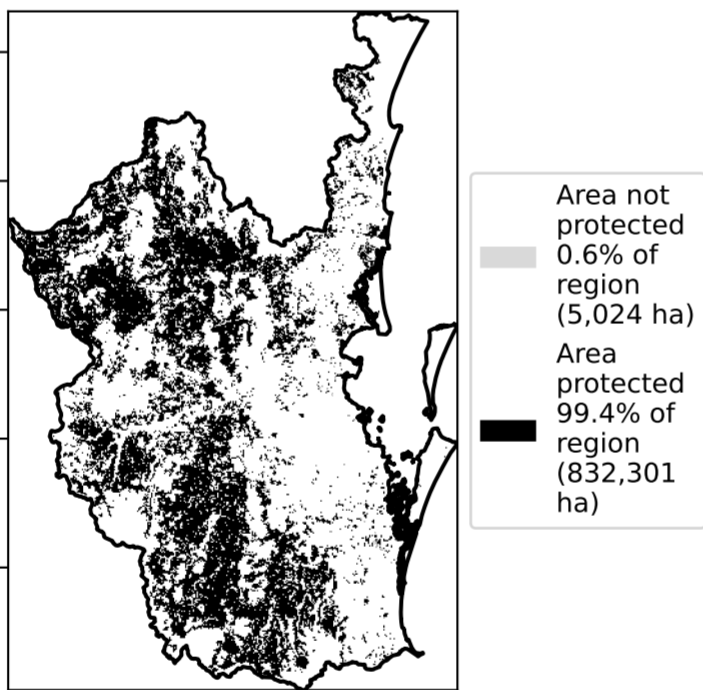 Area not
protected
0.6% of
region
(5,024 ha)
Area
protected
99.4% of
region
(832,301
ha)